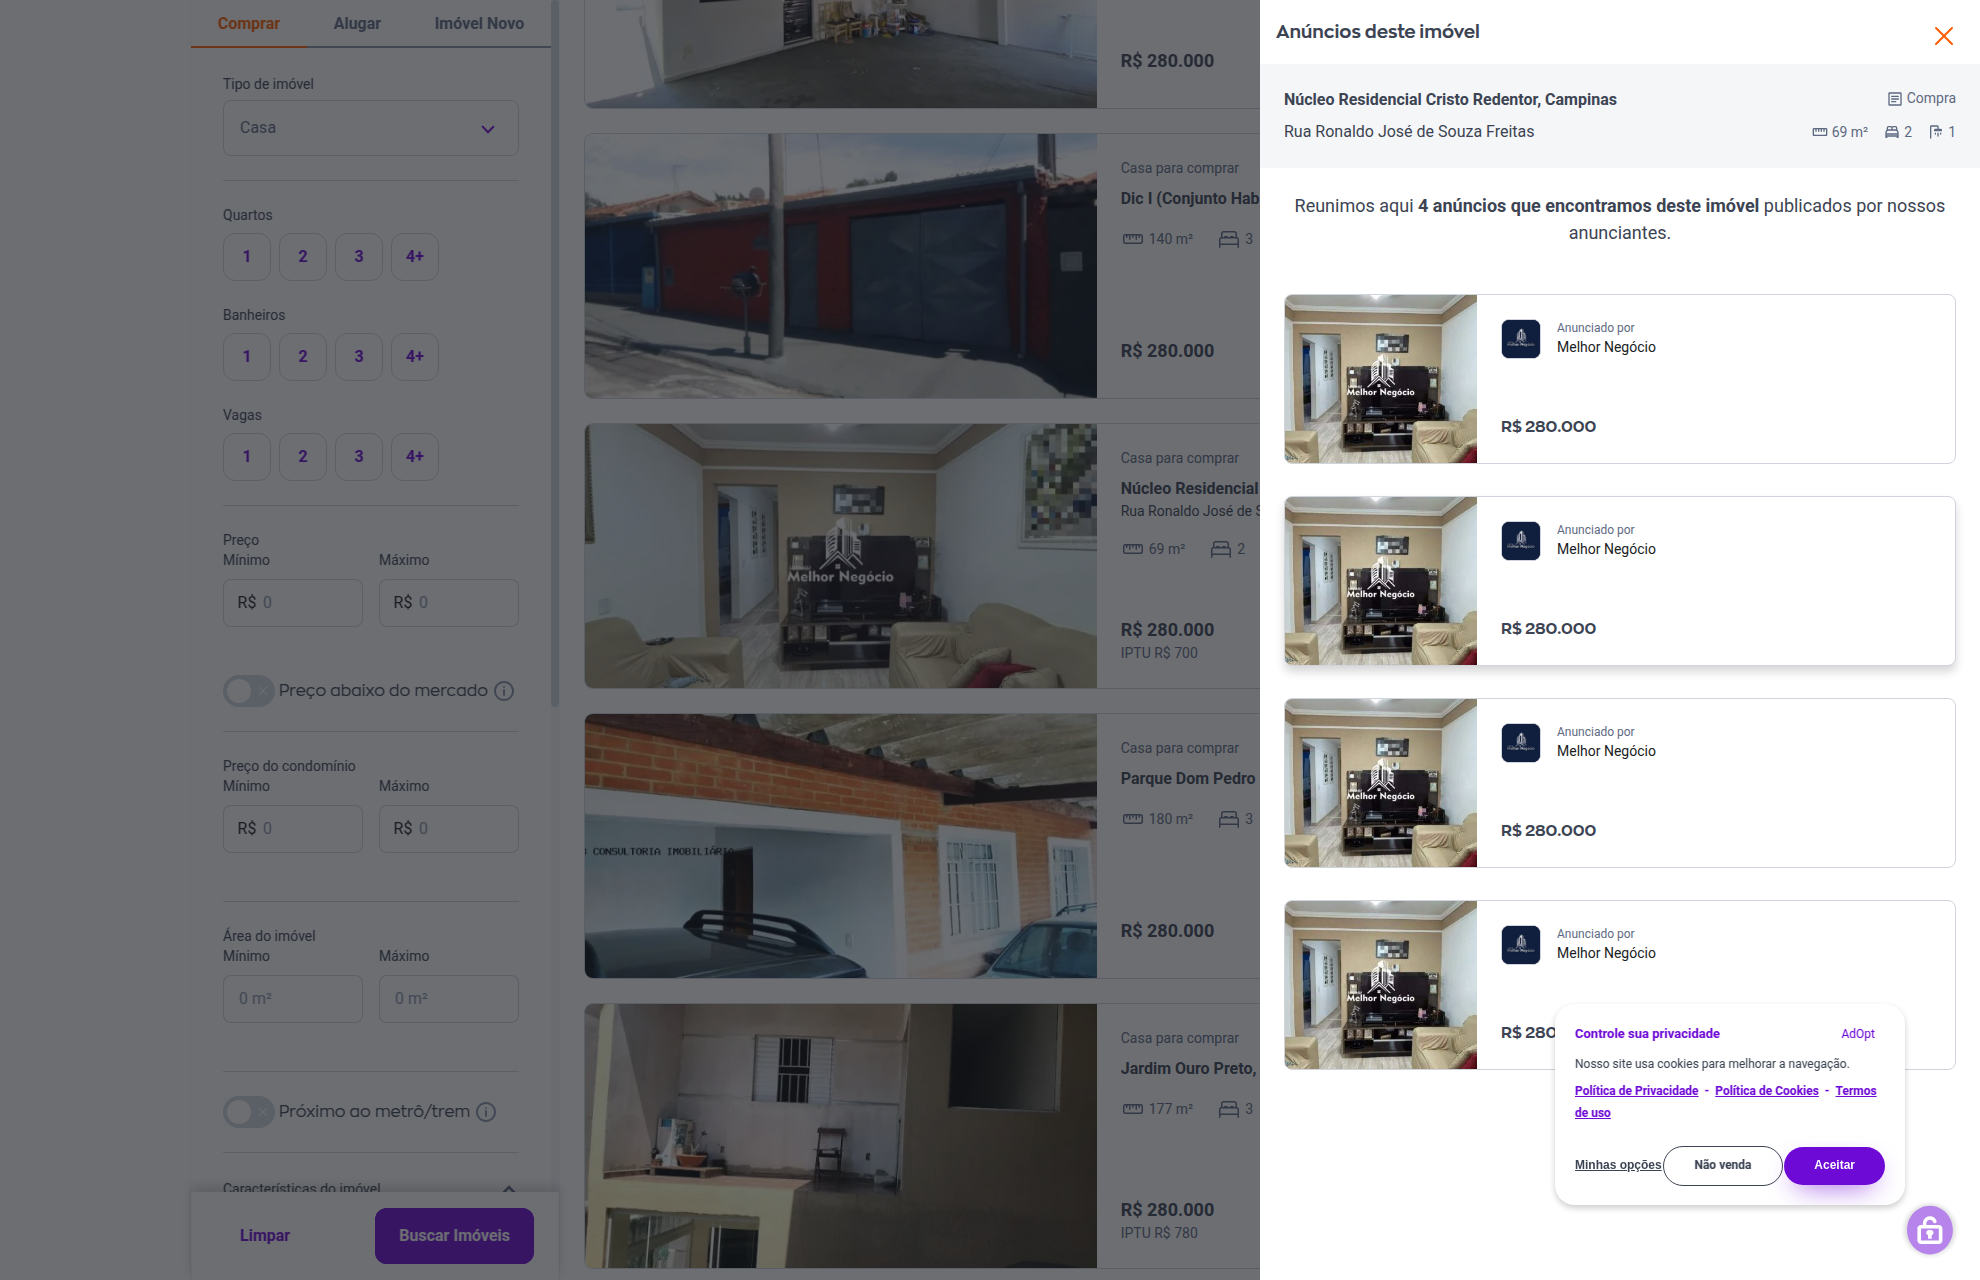 Comprar
Alugar
Imóvel Novo
Tipo de imóvel
Casa
Quartos
1
2
3
4+
Banheiros
1
2
3
4+
Vagas
1
2
3
4+
Preço
Mínimo
Máximo
R$ 0
R$ 0
Preço abaixo do mercado
Preço do condomínio
Mínimo
Máximo
R$ 0
R$ 0
Área do imóvel
Mínimo
Máximo
0 m²
0 m²
Próximo ao metrô/trem
Características do imóvel
Limpar
Buscar Imóveis
R$ 280.000
Casa para comprar
Dic I (Conjunto Hab
140 m²
3
R$ 280.000
Melhor Negócio
Casa para comprar
Núcleo Residencial
Rua Ronaldo José de S
69 m²
2
R$ 280.000
IPTU R$ 700
CONSULTORIA IMOBILIÁRIA
Casa para comprar
Parque Dom Pedro
180 m²
3
R$ 280.000
Casa para comprar
Jardim Ouro Preto,
177 m²
3
R$ 280.000
IPTU R$ 780
Anúncios deste imóvel
Núcleo Residencial Cristo Redentor, Campinas
Compra
Rua Ronaldo José de Souza Freitas
69 m²
2
1
Reunimos aqui 4 anúncios que encontramos deste imóvel publicados por nossos
anunciantes.
Melhor Negócio
Anunciado por
Melhor Negócio
R$ 280.000
Melhor Negócio
Anunciado por
Melhor Negócio
R$ 280.000
Melhor Negócio
Anunciado por
Melhor Negócio
R$ 280.000
Melhor Negócio
Anunciado por
Melhor Negócio
R$ 280
Controle sua privacidade
AdOpt
Nosso site usa cookies para melhorar a navegação.
Política de Privacidade - Política de Cookies - Termos
de uso
Minhas opções
Não venda
Aceitar